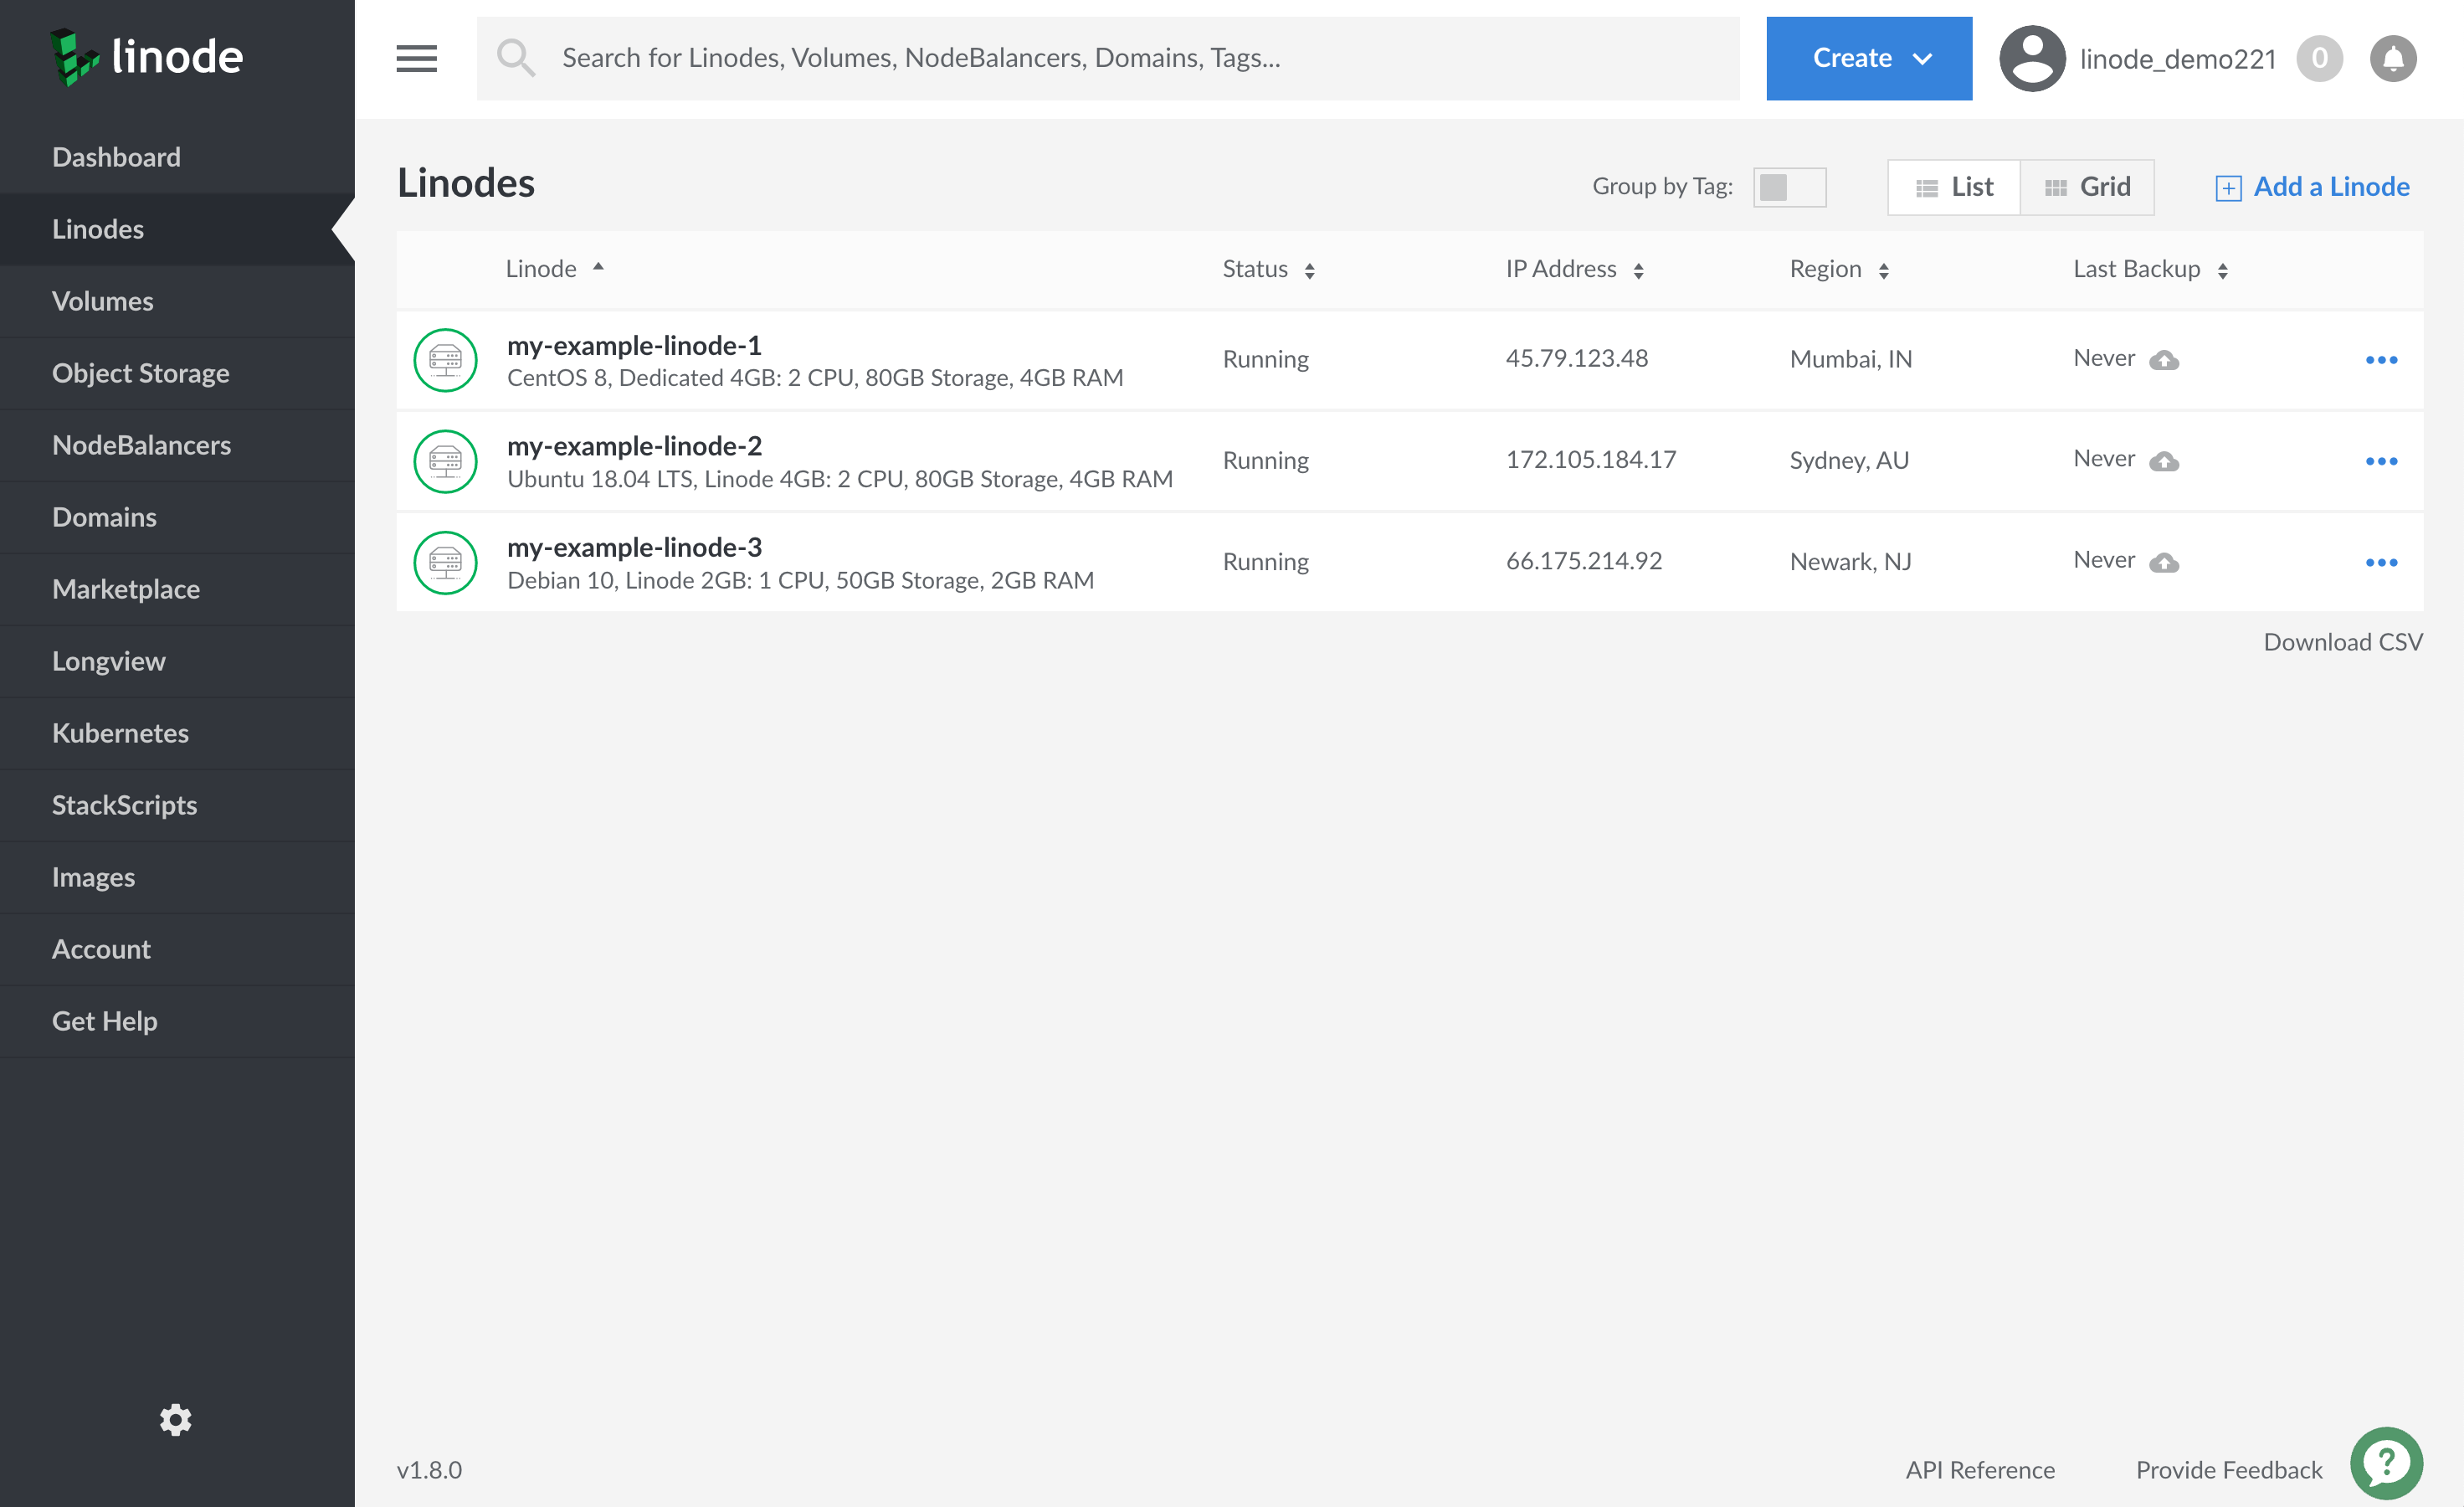 linode
Search for Linodes, Volumes, NodeBalancers, Domains, Tags...
Create
linode_demo221
0
Dashboard
Linodes
Volumes
Object Storage
NodeBalancers
Domains
Marketplace
Longview
Kubernetes
StackScripts
Images
Account
Get Help
Linodes
Group by Tag:
List
Grid
Add a Linode
Linode Status IP Address Region Last Backup
my-example-linode-1
CentOS 8, Dedicated 4GB: 2 CPU, 80GB Storage, 4GB RAM
Running 45.79.123.48 Mumbai, IN Never
my-example-linode-2
Ubuntu 18.04 LTS, Linode 4GB: 2 CPU, 80GB Storage, 4GB RAM
Running 172.105.184.17 Sydney, AU Never
my-example-linode-3
Debian 10, Linode 2GB: 1 CPU, 50GB Storage, 2GB RAM
Running 66.175.214.92 Newark, NJ Never
Download CSV
v1.8.0
API Reference
Provide Feedback
?